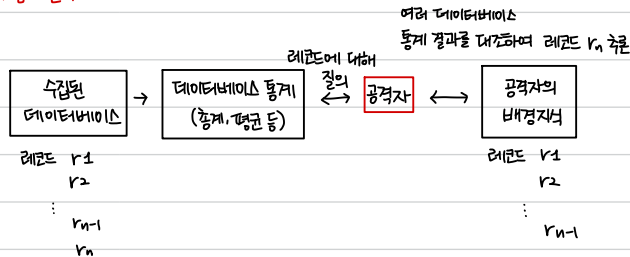 여러 데이터베이스
통계 결과를 대조하여 레코드 rn 추론
레코드에 대해
질의
수집된
데이터베이스
데이터베이스 통계
(총계, 평균 등)
공격자
공격자의
배경지식
레코드 r1
r2
⋮
rn-1
rn
레코드 r1
r2
⋮
rn-1